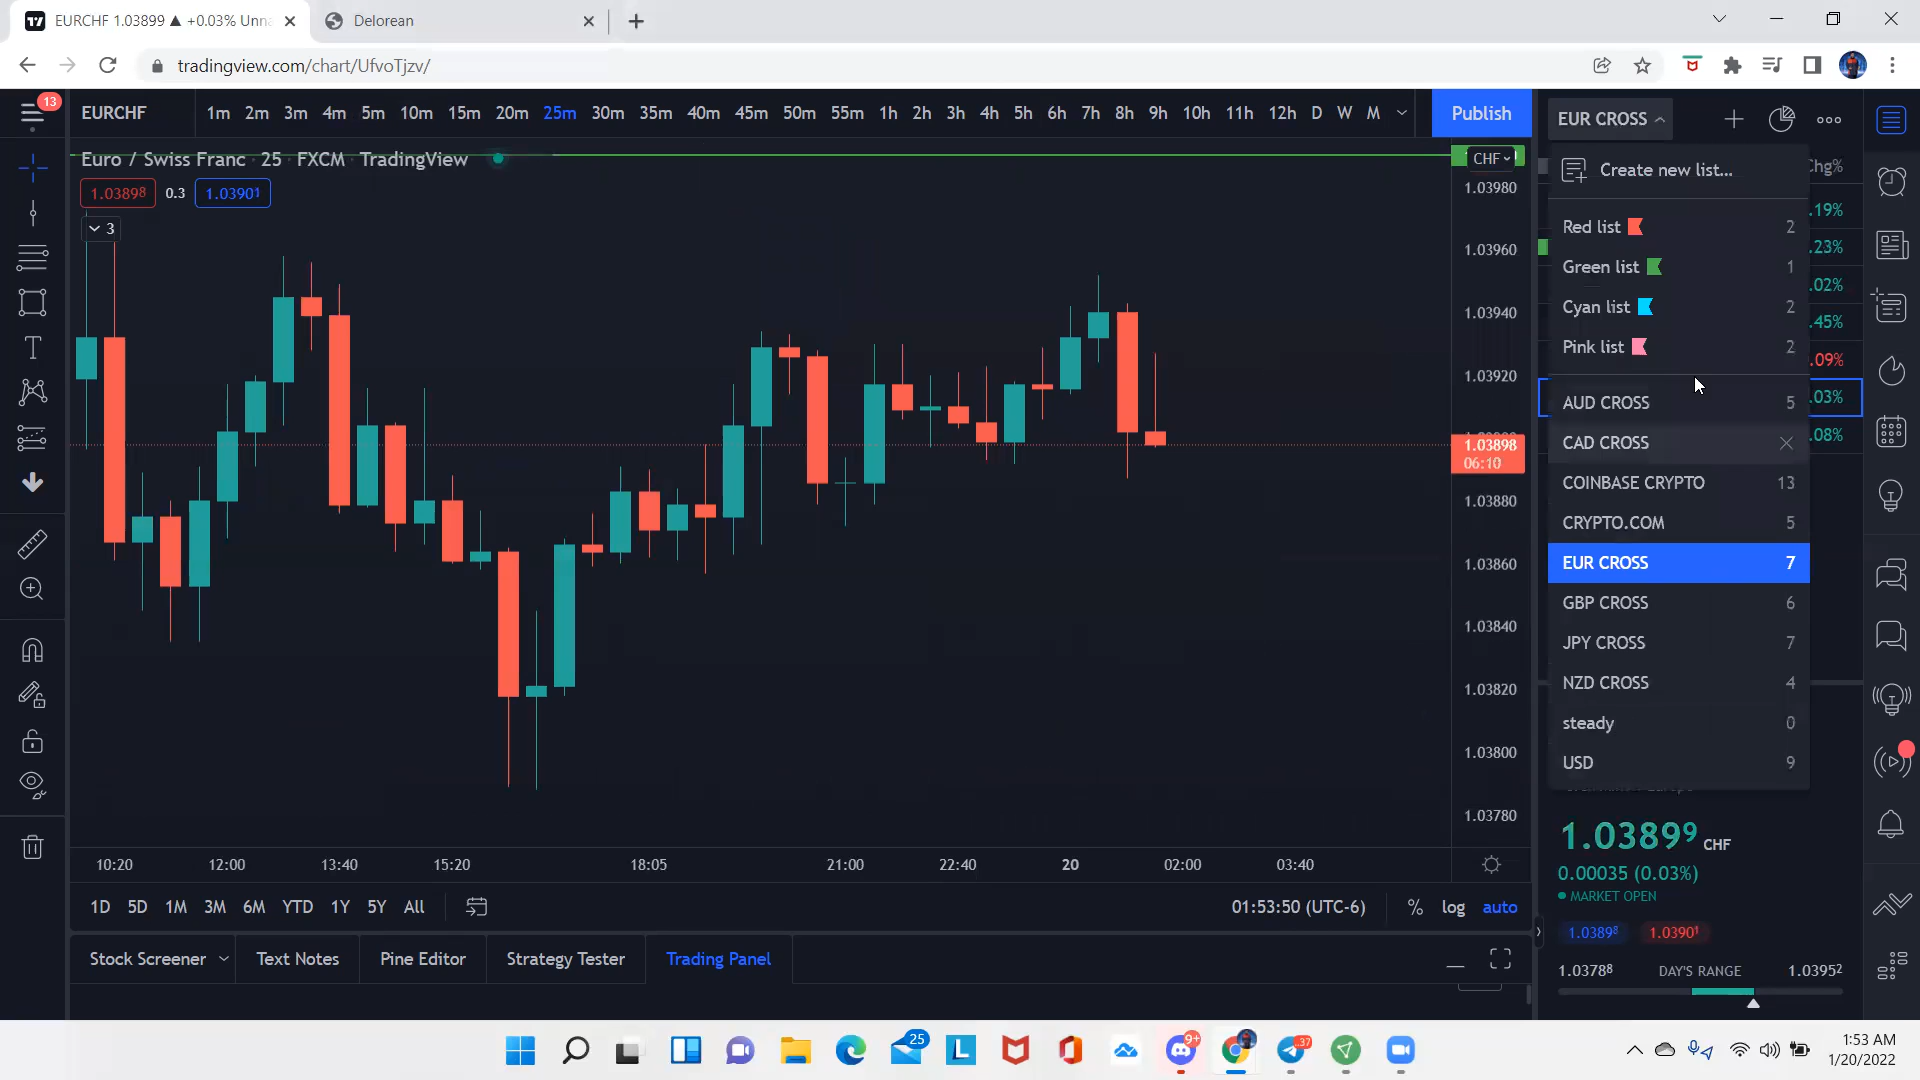 EURCHF 1.03899 ▲ +0.03% Unna
Delorean
tradingview.com/chart/UfvoTjzv/
13
EURCHF
1m 2m 3m 4m 5m 10m 15m 20m 25m 30m 35m 40m 45m 50m 55m 1h 2h 3h 4h 5h 6h 7h 8h 9h 10h 11h 12h D W M
Publish
EUR CROSS
Euro / Swiss Franc · 25 · FXCM · TradingView
CHF
1.03898 0.3 1.03901
3
1.03980
1.03960
1.03940
1.03920
1.03898
06:10
1.03880
1.03860
1.03840
1.03820
1.03800
1.03780
Create new list...
Chg%
Red list 2
.19%
.23%
Green list 1
.02%
Cyan list 2
.45%
Pink list 2
.09%
AUD CROSS 5
.03%
CAD CROSS
.08%
COINBASE CRYPTO 13
CRYPTO.COM 5
EUR CROSS 7
GBP CROSS 6
JPY CROSS 7
NZD CROSS 4
steady 0
USD 9
1.03899 CHF
0.00035 (0.03%)
MARKET OPEN
1.03898 1.03901
1.03788 DAY'S RANGE 1.03952
10:20 12:00 13:40 15:20 18:05 21:00 22:40 20 02:00 03:40
1D 5D 1M 3M 6M YTD 1Y 5Y All
01:53:50 (UTC-6) % log auto
Stock Screener Text Notes Pine Editor Strategy Tester Trading Panel
25
L
9+
37
1:53 AM
1/20/2022